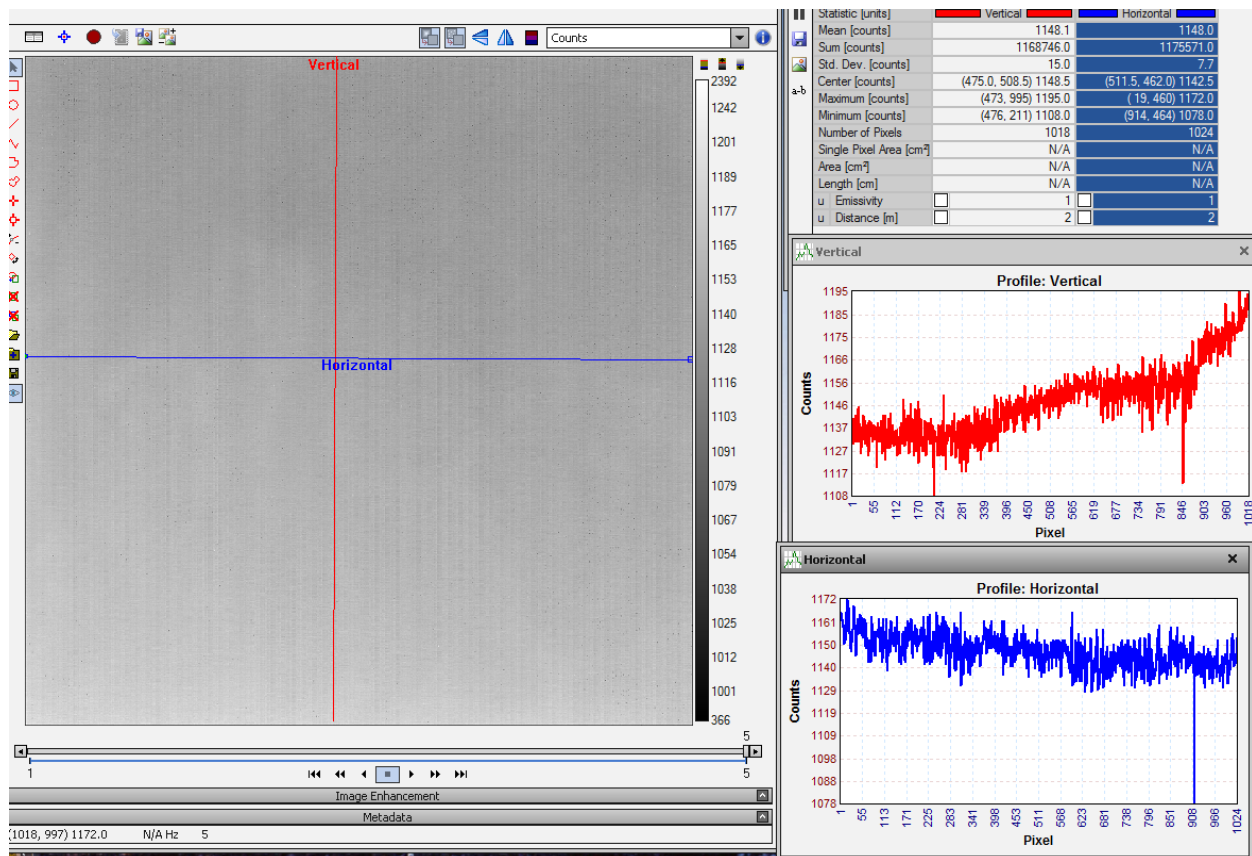 Counts
Vertical
Horizontal
2392
1242
1201
1189
1177
1165
1153
1140
1128
1116
1103
1091
1079
1067
1054
1038
1025
1012
1001
366
5
1
5
Image Enhancement
Metadata
(1018, 997) 1172.0 N/A Hz 5
a-b
Statistic [units] Vertical Horizontal
Mean [counts] 1148.1 1148.0
Sum [counts] 1168746.0 1175571.0
Std. Dev. [counts] 15.0 7.7
Center [counts] (475.0, 508.5) 1148.5 (511.5, 462.0) 1142.5
Maximum [counts] (473, 995) 1195.0 ( 19, 460) 1172.0
Minimum [counts] (476, 211) 1108.0 (914, 464) 1078.0
Number of Pixels 1018 1024
Single Pixel Area [cm²] N/A N/A
Area [cm²] N/A N/A
Length [cm] N/A N/A
u Emissivity 1 1
u Distance [m] 2 2
Vertical
Profile: Vertical
1195
1185
1175
1166
1156
1146
1137
1127
1117
1108
Counts
1 55 112 170 224 281 339 396 450 508 565 619 677 734 791 846 903 960 1018
Pixel
Horizontal
Profile: Horizontal
1172
1161
1150
1140
1129
1119
1109
1098
1088
1078
Counts
1 55 113 171 225 283 341 398 453 511 568 623 681 738 796 851 908 966 1024
Pixel